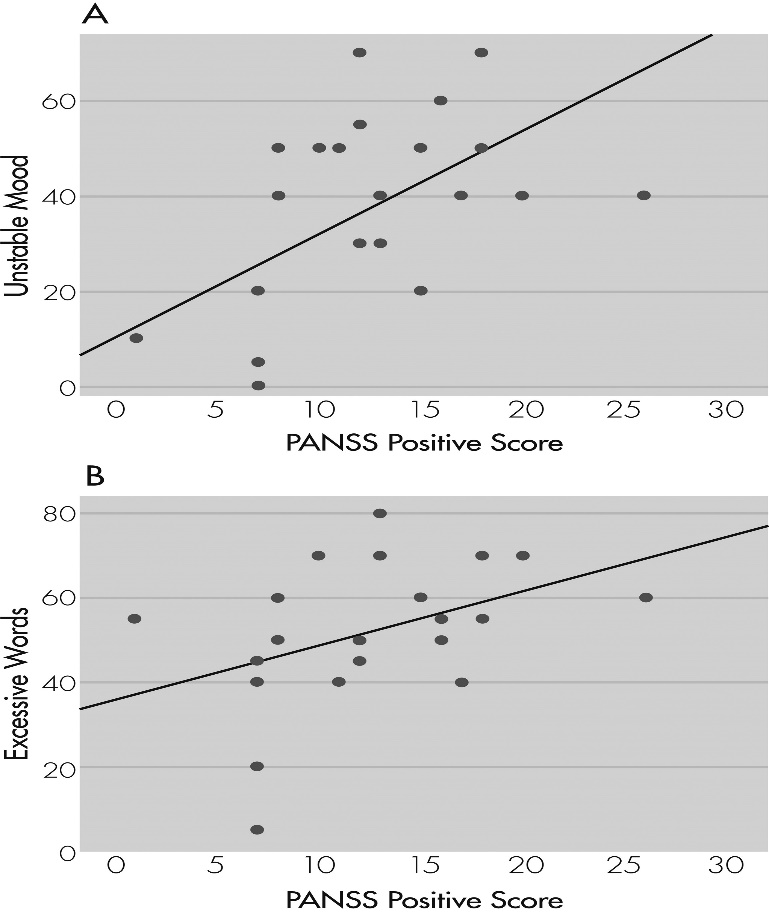 A
Unstable Mood
60
40
20
0
0 5 10 15 20 25 30
PANSS Positive Score
B
Excessive Words
80
60
40
20
0
0 5 10 15 20 25 30
PANSS Positive Score